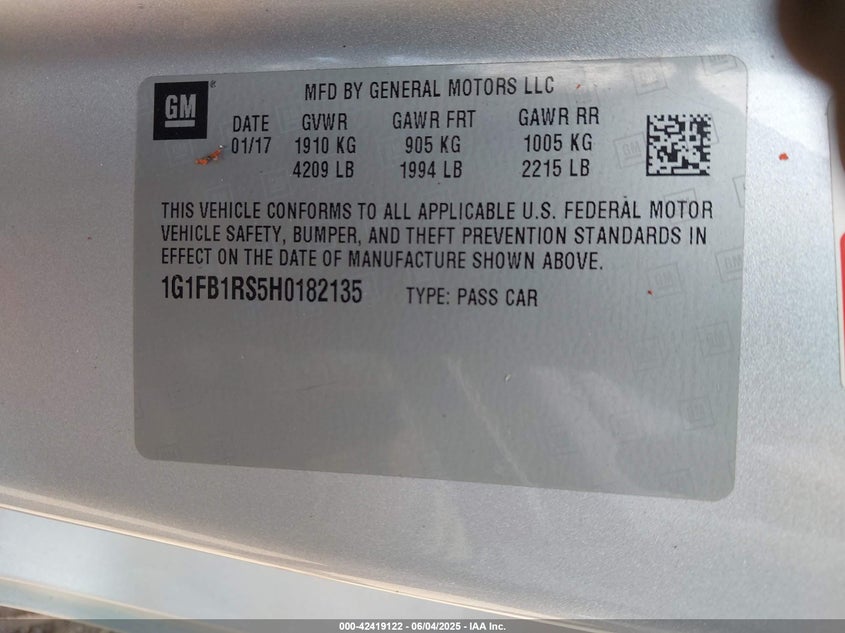 GM
MFD BY GENERAL MOTORS LLC
DATE GVWR GAWR FRT GAWR RR
01/17 1910 KG 905 KG 1005 KG
4209 LB 1994 LB 2215 LB
THIS VEHICLE CONFORMS TO ALL APPLICABLE U.S. FEDERAL MOTOR
VEHICLE SAFETY, BUMPER, AND THEFT PREVENTION STANDARDS IN
EFFECT ON THE DATE OF MANUFACTURE SHOWN ABOVE.
1G1FB1RS5H0182135 TYPE: PASS CAR
000-42419122 - 06/04/2025 - IAA Inc.